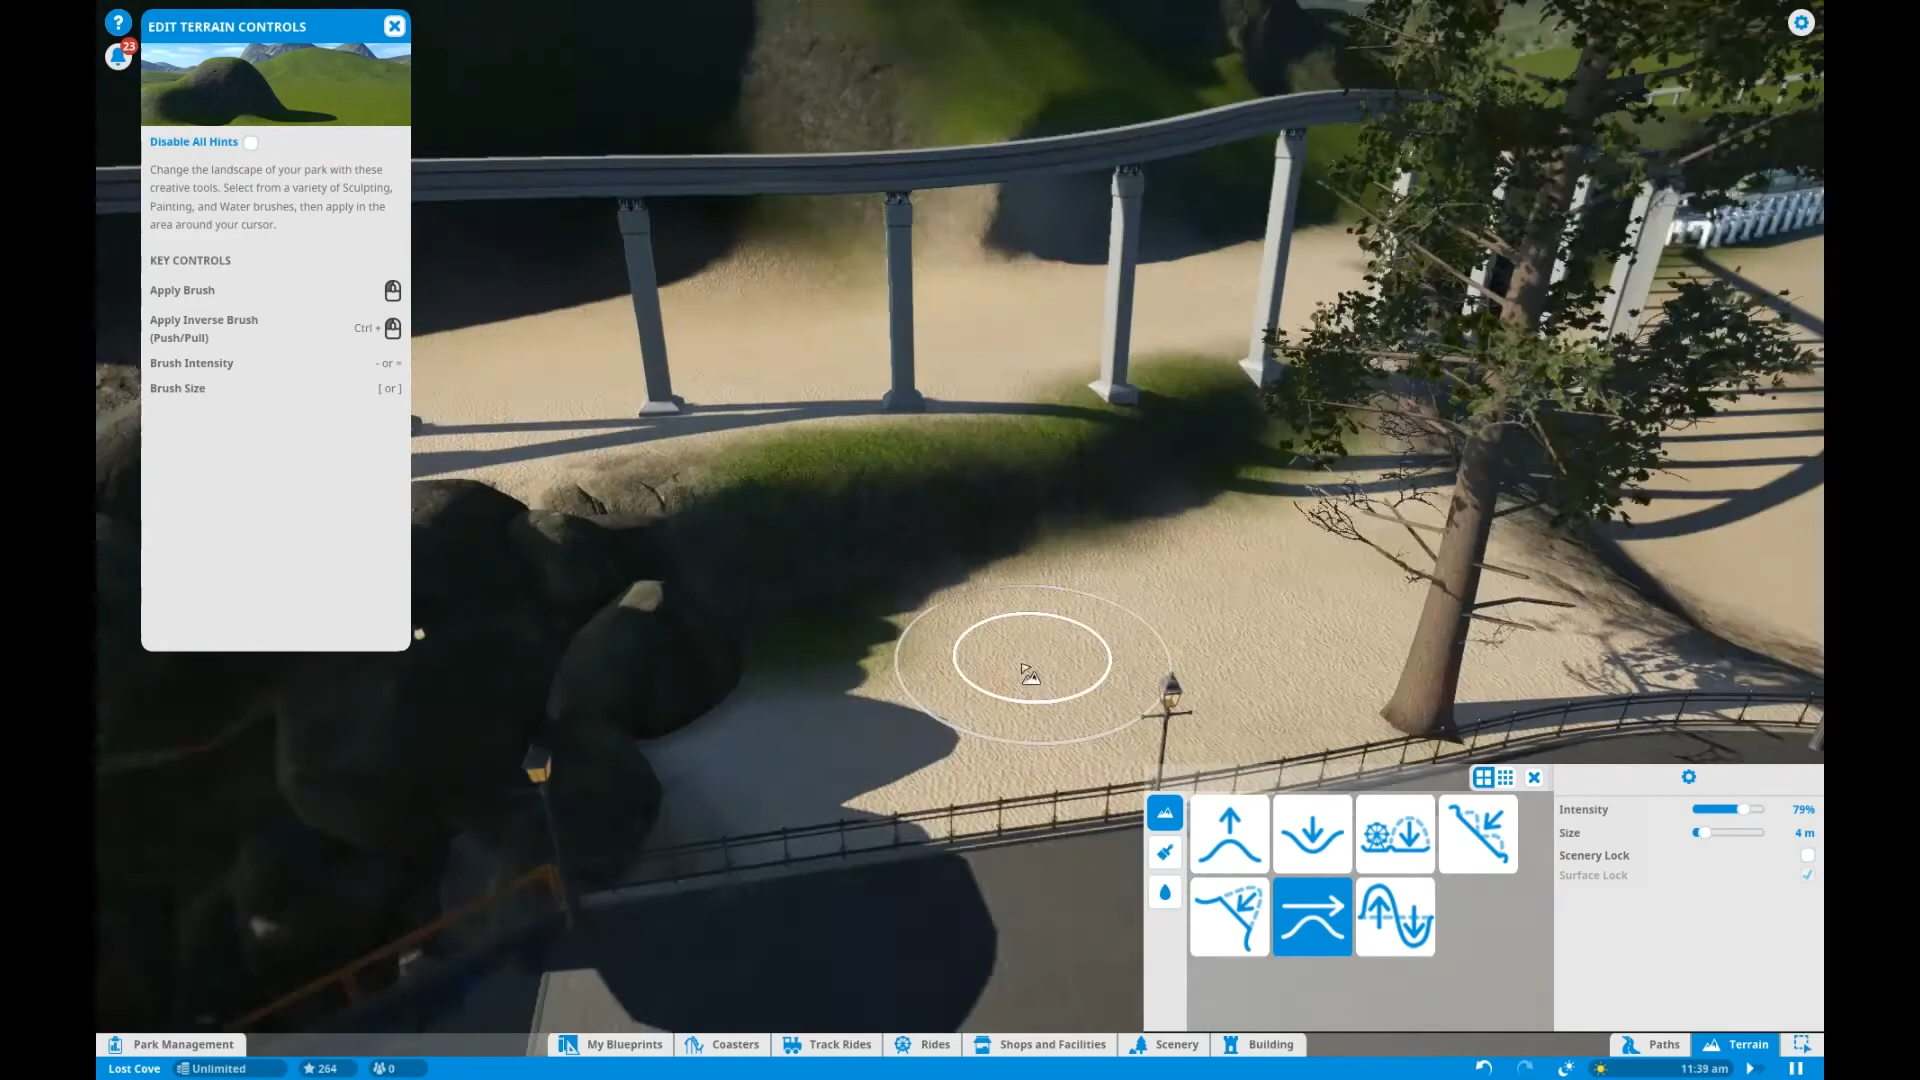 ?
23
EDIT TERRAIN CONTROLS
Disable All Hints
Change the landscape of your park with these
creative tools. Select from a variety of Sculpting,
Painting, and Water brushes, then apply in the
area around your cursor.
KEY CONTROLS
Apply Brush
Apply Inverse Brush
(Push/Pull)
Ctrl +
Brush Intensity
- or =
Brush Size
[ or ]
Intensity
79%
Size
4 m
Scenery Lock
Surface Lock
Park Management
My Blueprints
Coasters
Track Rides
Rides
Shops and Facilities
Scenery
Building
Paths
Terrain
Lost Cove
Unlimited
264
0
11:39 am